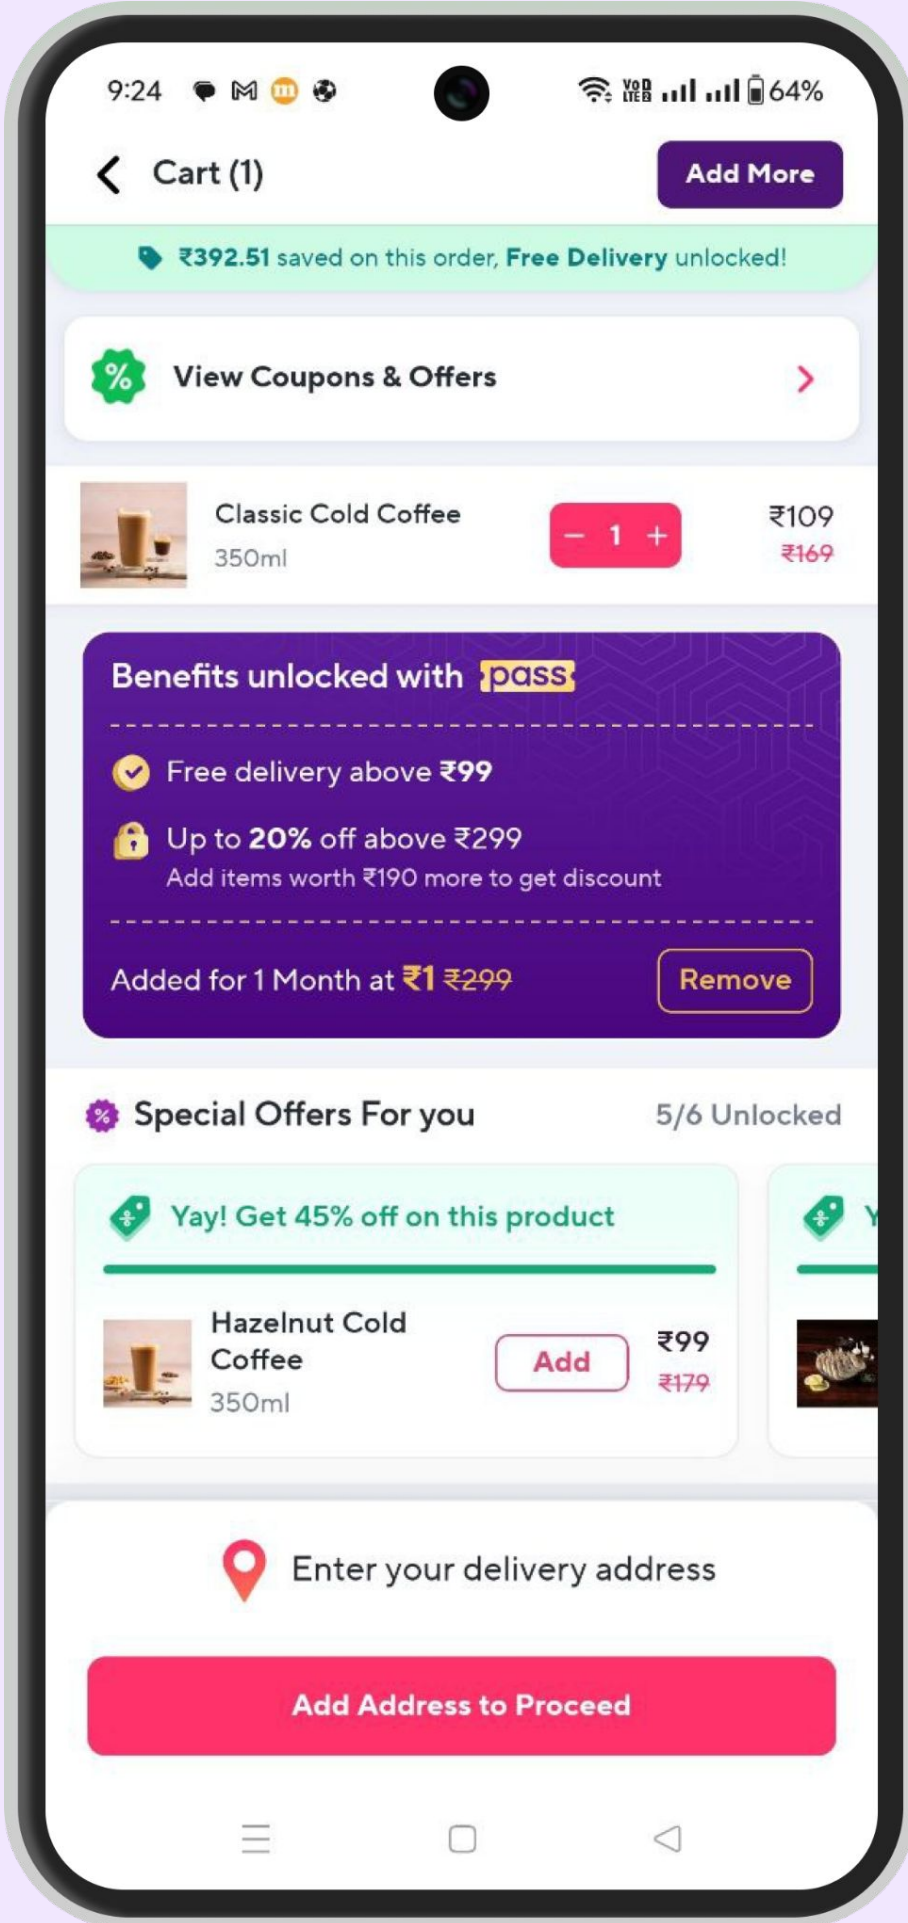 9:24
VoD
LTE 2
64%
Cart (1)
Add More
₹392.51 saved on this order, Free Delivery unlocked!
% View Coupons & Offers
Classic Cold Coffee
350ml
− 1 +
₹109
₹169
Benefits unlocked with pass
Free delivery above ₹99
Up to 20% off above ₹299
Add items worth ₹190 more to get discount
Added for 1 Month at ₹1 ₹299
Remove
% Special Offers For you
5/6 Unlocked
Yay! Get 45% off on this product
Y
Hazelnut Cold
Coffee
350ml
Add
₹99
₹179
Enter your delivery address
Add Address to Proceed